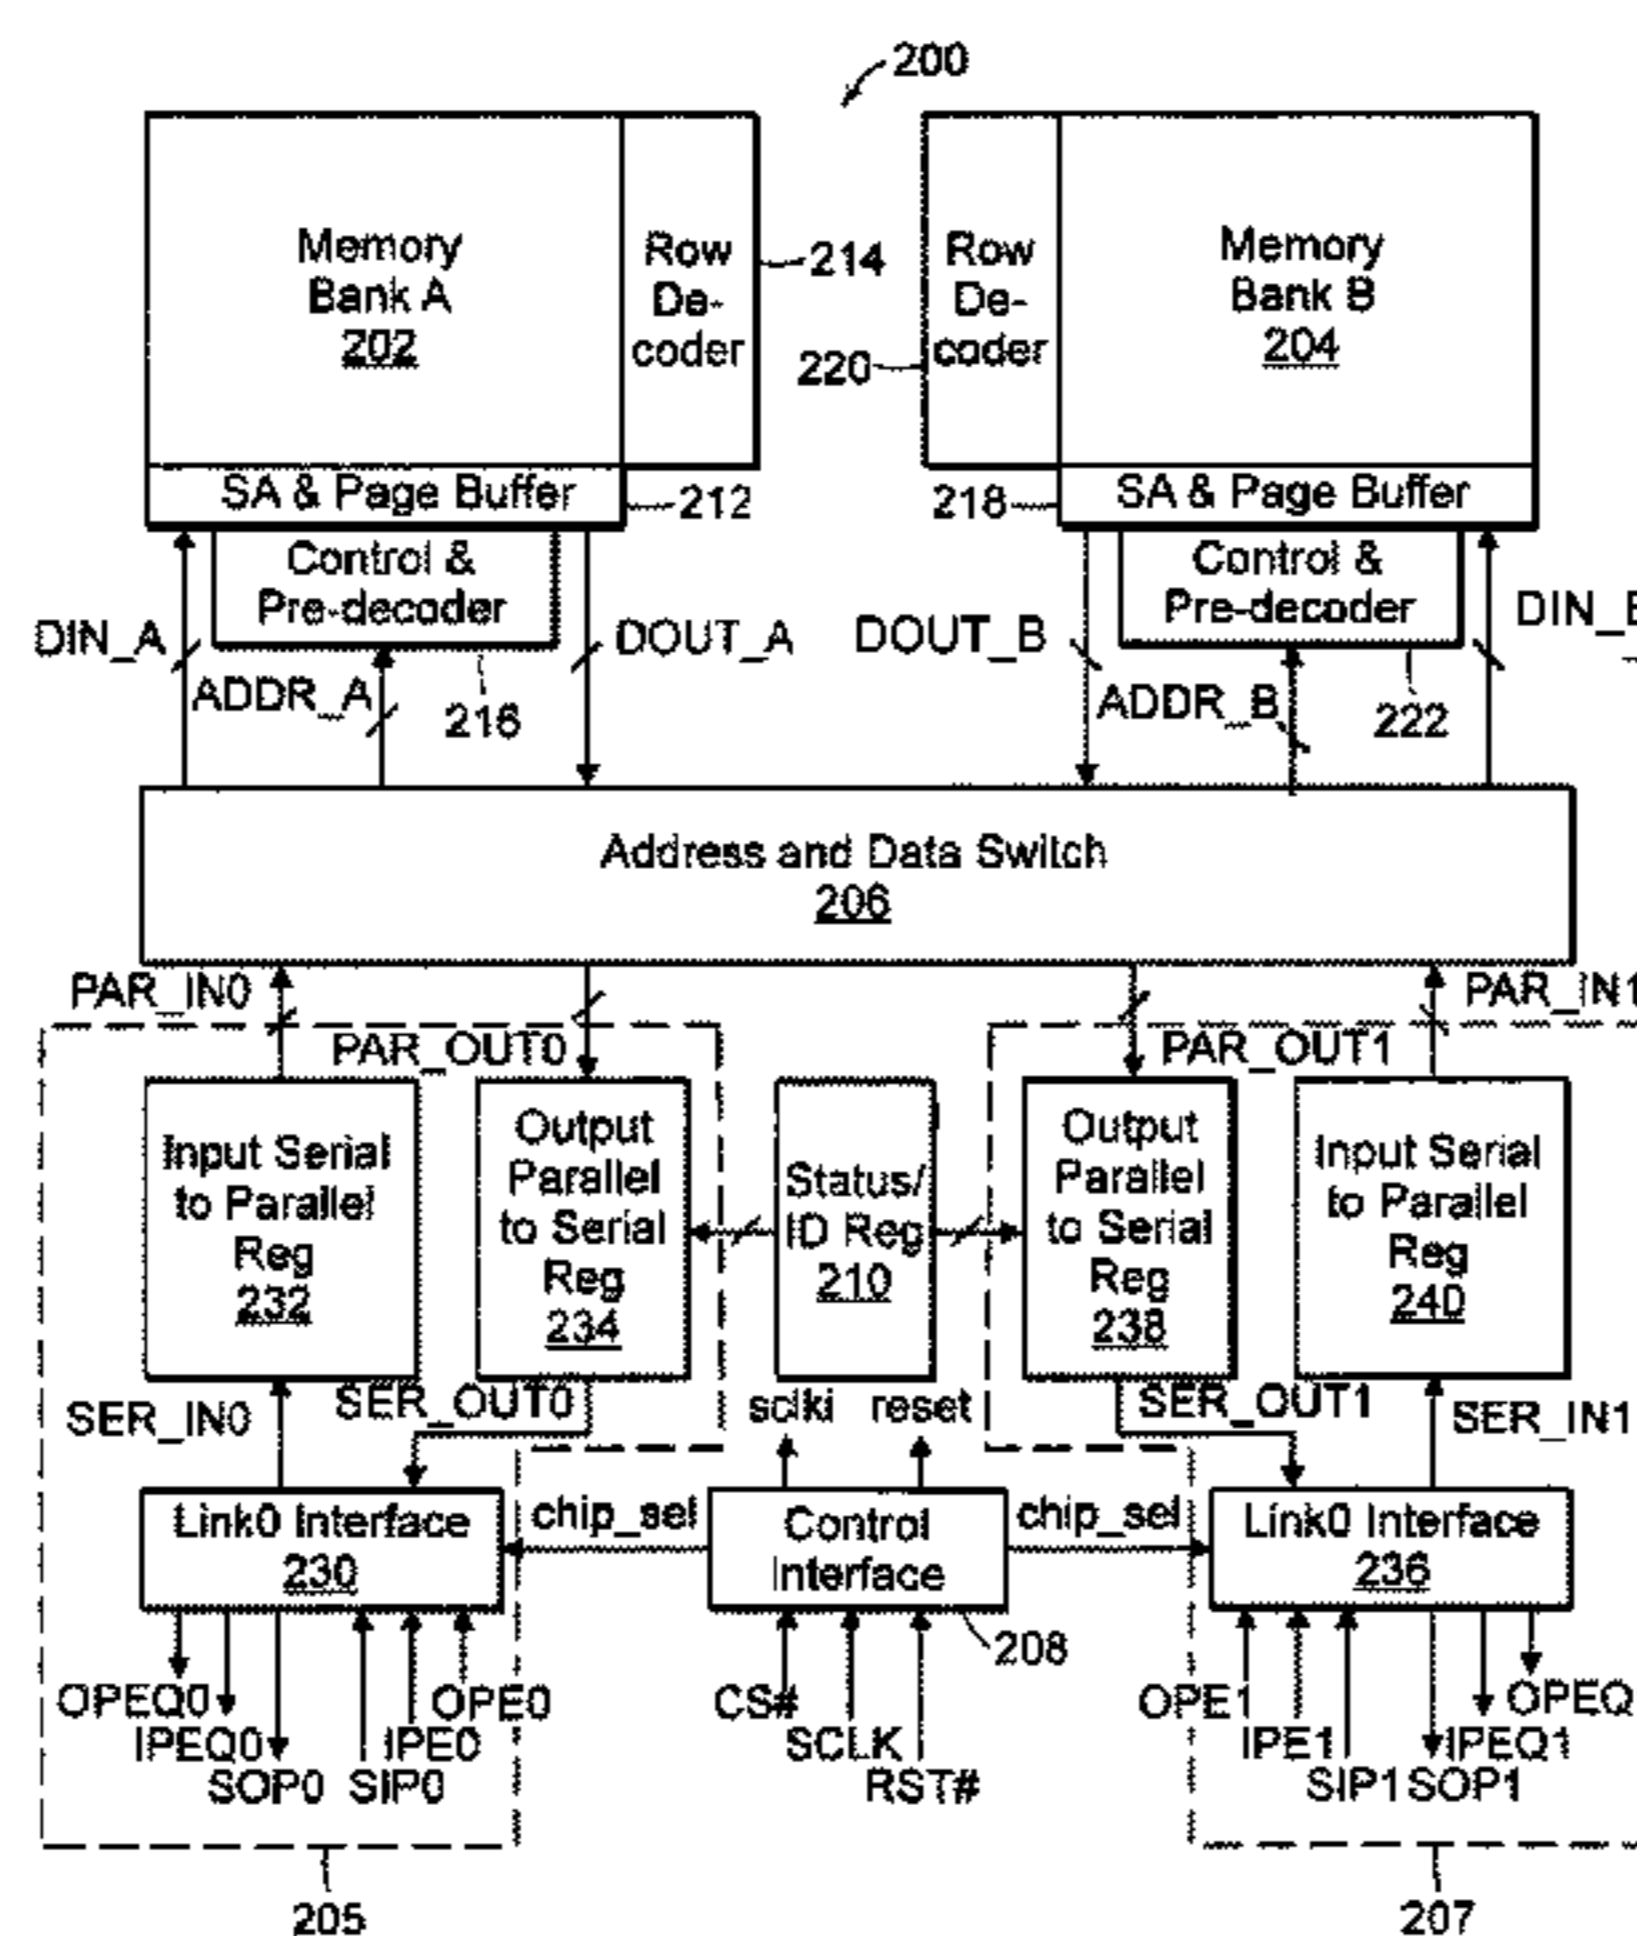 200
Memory
Bank A
202
Row
De-
coder
214
Row
De-
coder
220
Memory
Bank B
204
SA & Page Buffer
212
218
SA & Page Buffer
Control &
Pre-decoder
Control &
Pre-decoder
DIN_A
ADDR_A
216
DOUT_A
DOUT_B
ADDR_B
222
DIN_B
Address and Data Switch
206
PAR_IN0
PAR_OUT0
PAR_OUT1
PAR_IN1
Input Serial
to Parallel
Reg
232
Output
Parallel
to Serial
Reg
234
Status/
ID Reg
210
Output
Parallel
to Serial
Reg
238
Input Serial
to Parallel
Reg
240
SER_IN0
SER_OUT0
sclki
reset
SER_OUT1
SER_IN1
Link0 Interface
230
chip_sel
Control
Interface
208
chip_sel
Link0 Interface
236
OPEQ0
IPEQ0
SOP0
SIP0
IPE0
OPE0
CS#
SCLK
RST#
OPE1
IPE1
SIP1
SOP1
IPEQ1
OPEQ
205
207